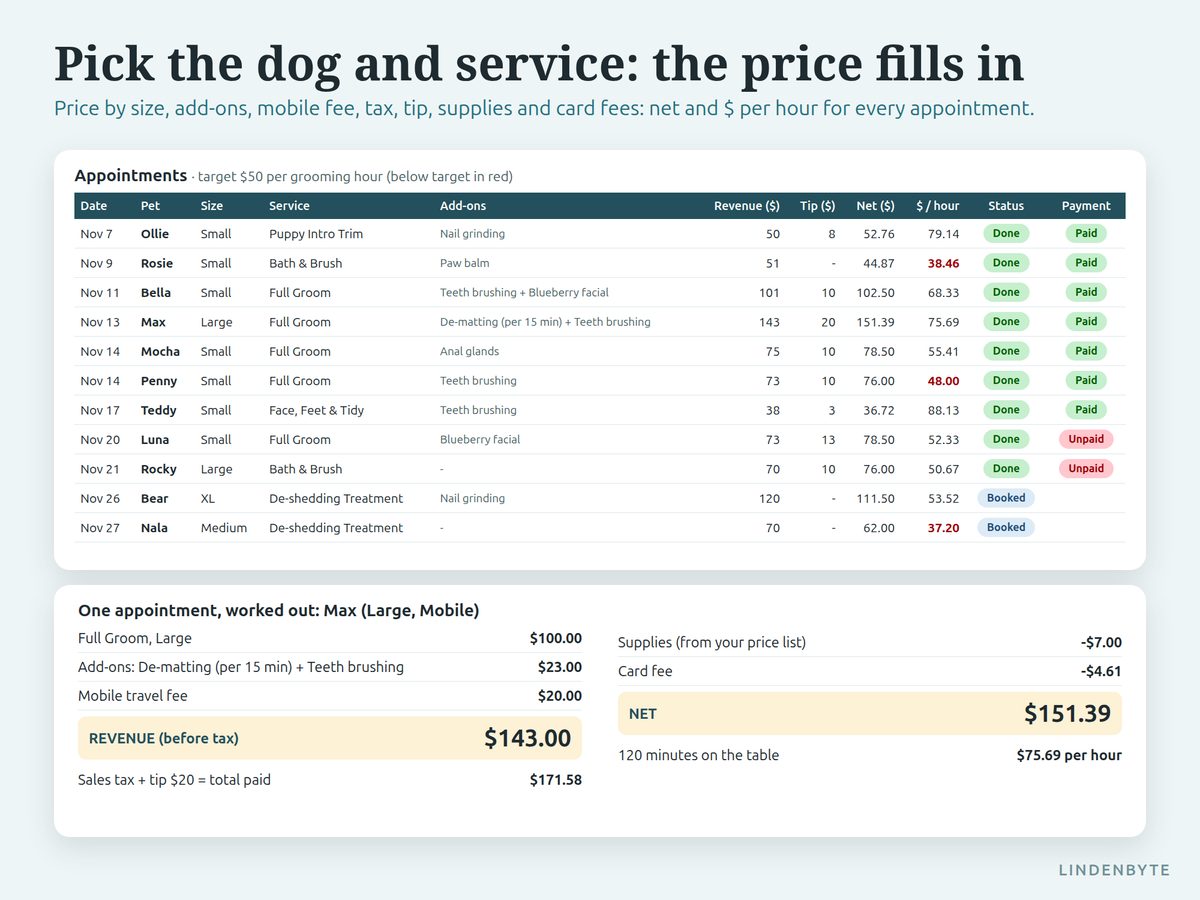 Pick the dog and service: the price fills in
Price by size, add-ons, mobile fee, tax, tip, supplies and card fees: net and $ per hour for every appointment.
Appointments · target $50 per grooming hour (below target in red)
Date Pet Size Service Add-ons Revenue ($) Tip ($) Net ($) $ / hour Status Payment
Nov 7 Ollie Small Puppy Intro Trim Nail grinding 50 8 52.76 79.14 Done Paid
Nov 9 Rosie Small Bath & Brush Paw balm 51 - 44.87 38.46 Done Paid
Nov 11 Bella Small Full Groom Teeth brushing + Blueberry facial 101 10 102.50 68.33 Done Paid
Nov 13 Max Large Full Groom De-matting (per 15 min) + Teeth brushing 143 20 151.39 75.69 Done Paid
Nov 14 Mocha Small Full Groom Anal glands 75 10 78.50 55.41 Done Paid
Nov 14 Penny Small Full Groom Teeth brushing 73 10 76.00 48.00 Done Paid
Nov 17 Teddy Small Face, Feet & Tidy Teeth brushing 38 3 36.72 88.13 Done Paid
Nov 20 Luna Small Full Groom Blueberry facial 73 13 78.50 52.33 Done Unpaid
Nov 21 Rocky Large Bath & Brush - 70 10 76.00 50.67 Done Unpaid
Nov 26 Bear XL De-shedding Treatment Nail grinding 120 - 111.50 53.52 Booked
Nov 27 Nala Medium De-shedding Treatment - 70 - 62.00 37.20 Booked
One appointment, worked out: Max (Large, Mobile)
Full Groom, Large $100.00
Add-ons: De-matting (per 15 min) + Teeth brushing $23.00
Mobile travel fee $20.00
REVENUE (before tax) $143.00
Sales tax + tip $20 = total paid $171.58
Supplies (from your price list) -$7.00
Card fee -$4.61
NET $151.39
120 minutes on the table $75.69 per hour
LINDENBYTE